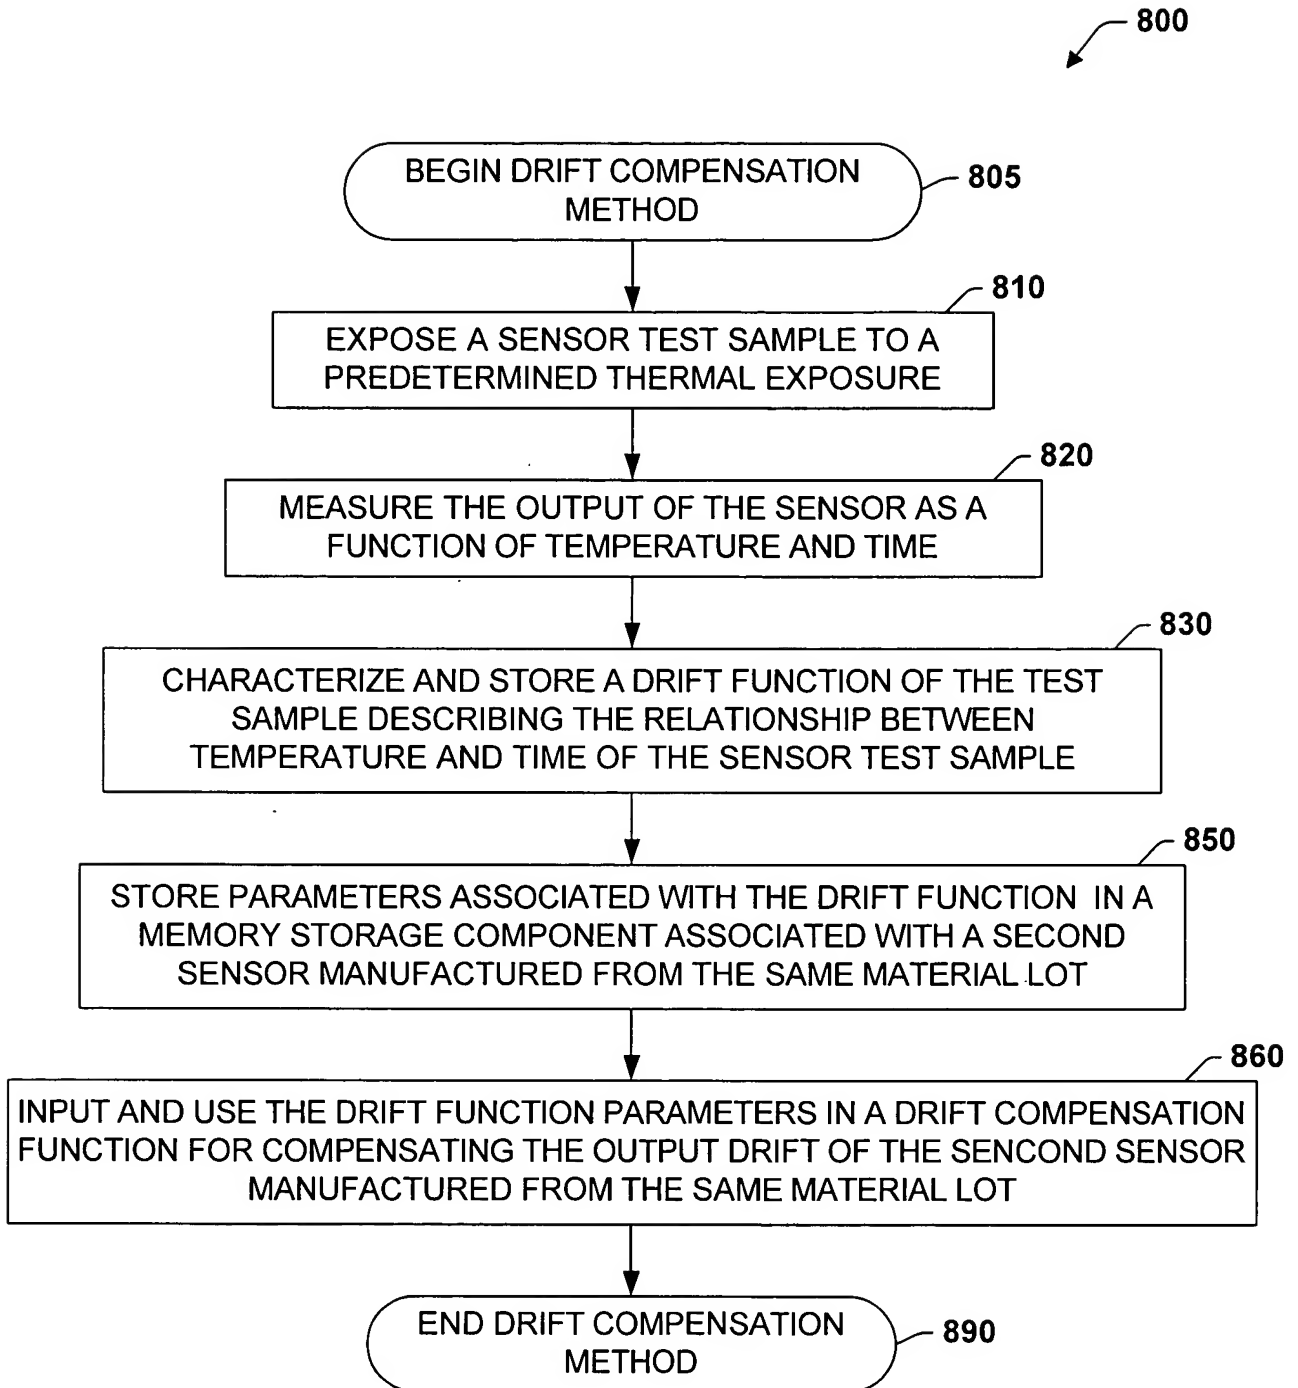 800
BEGIN DRIFT COMPENSATION
METHOD
805
810
EXPOSE A SENSOR TEST SAMPLE TO A
PREDETERMINED THERMAL EXPOSURE
820
MEASURE THE OUTPUT OF THE SENSOR AS A
FUNCTION OF TEMPERATURE AND TIME
830
CHARACTERIZE AND STORE A DRIFT FUNCTION OF THE TEST
SAMPLE DESCRIBING THE RELATIONSHIP BETWEEN
TEMPERATURE AND TIME OF THE SENSOR TEST SAMPLE
850
STORE PARAMETERS ASSOCIATED WITH THE DRIFT FUNCTION IN A
MEMORY STORAGE COMPONENT ASSOCIATED WITH A SECOND
SENSOR MANUFACTURED FROM THE SAME MATERIAL LOT
860
INPUT AND USE THE DRIFT FUNCTION PARAMETERS IN A DRIFT COMPENSATION
FUNCTION FOR COMPENSATING THE OUTPUT DRIFT OF THE SENCOND SENSOR
MANUFACTURED FROM THE SAME MATERIAL LOT
END DRIFT COMPENSATION
METHOD
890